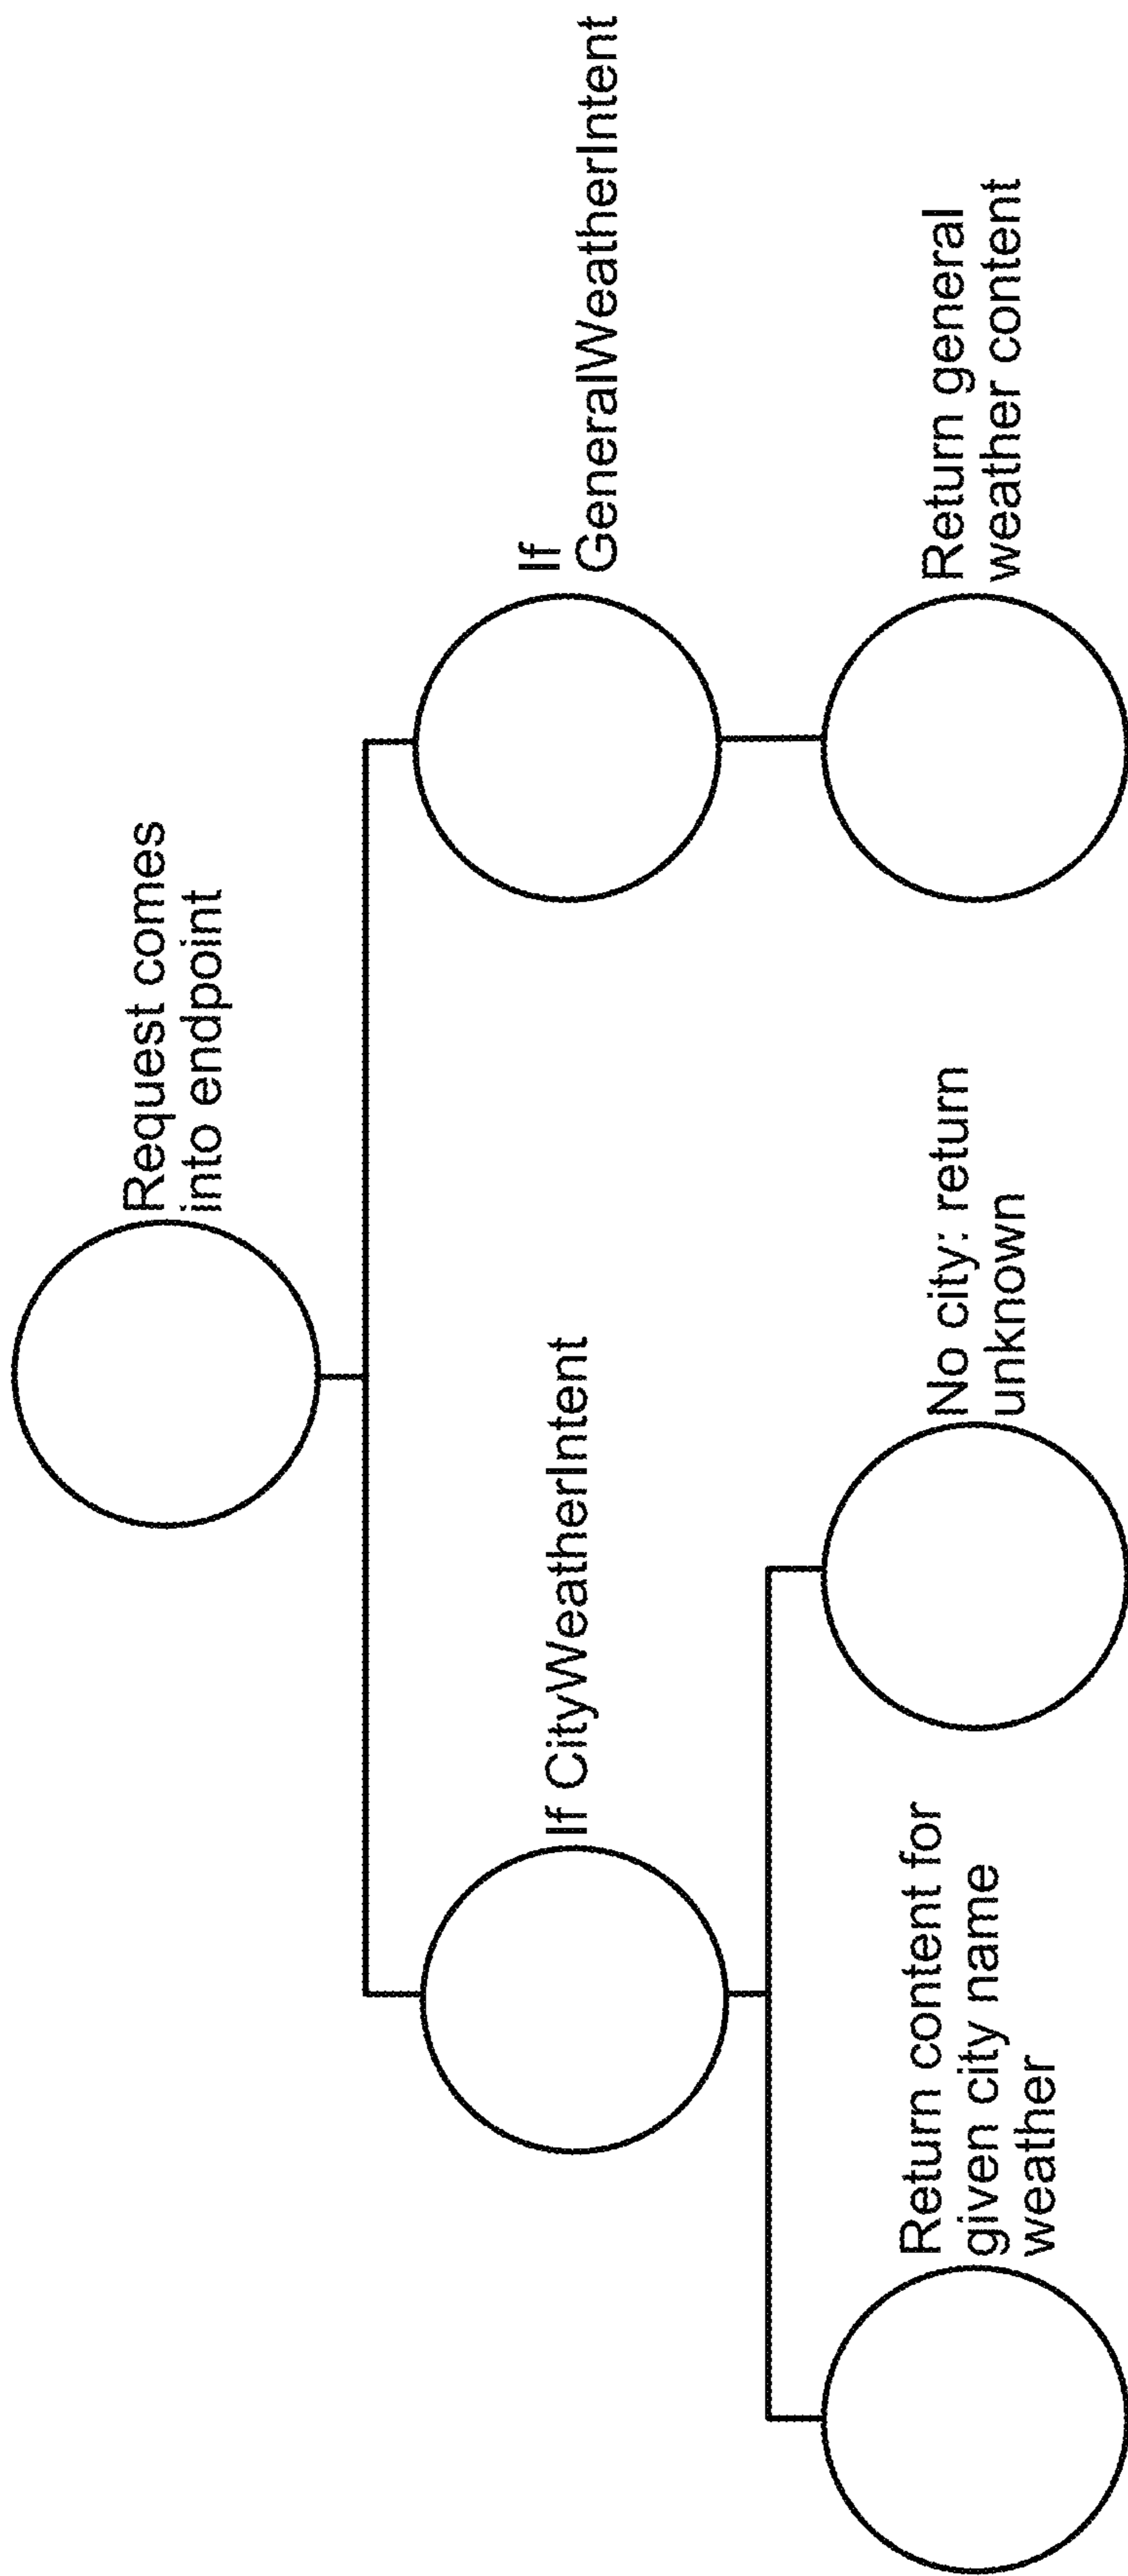 Request comes
into endpoint
If CityWeatherIntent
If
GeneralWeatherIntent
Return content for
given city name
weather
No city: return
unknown
Return general
weather content